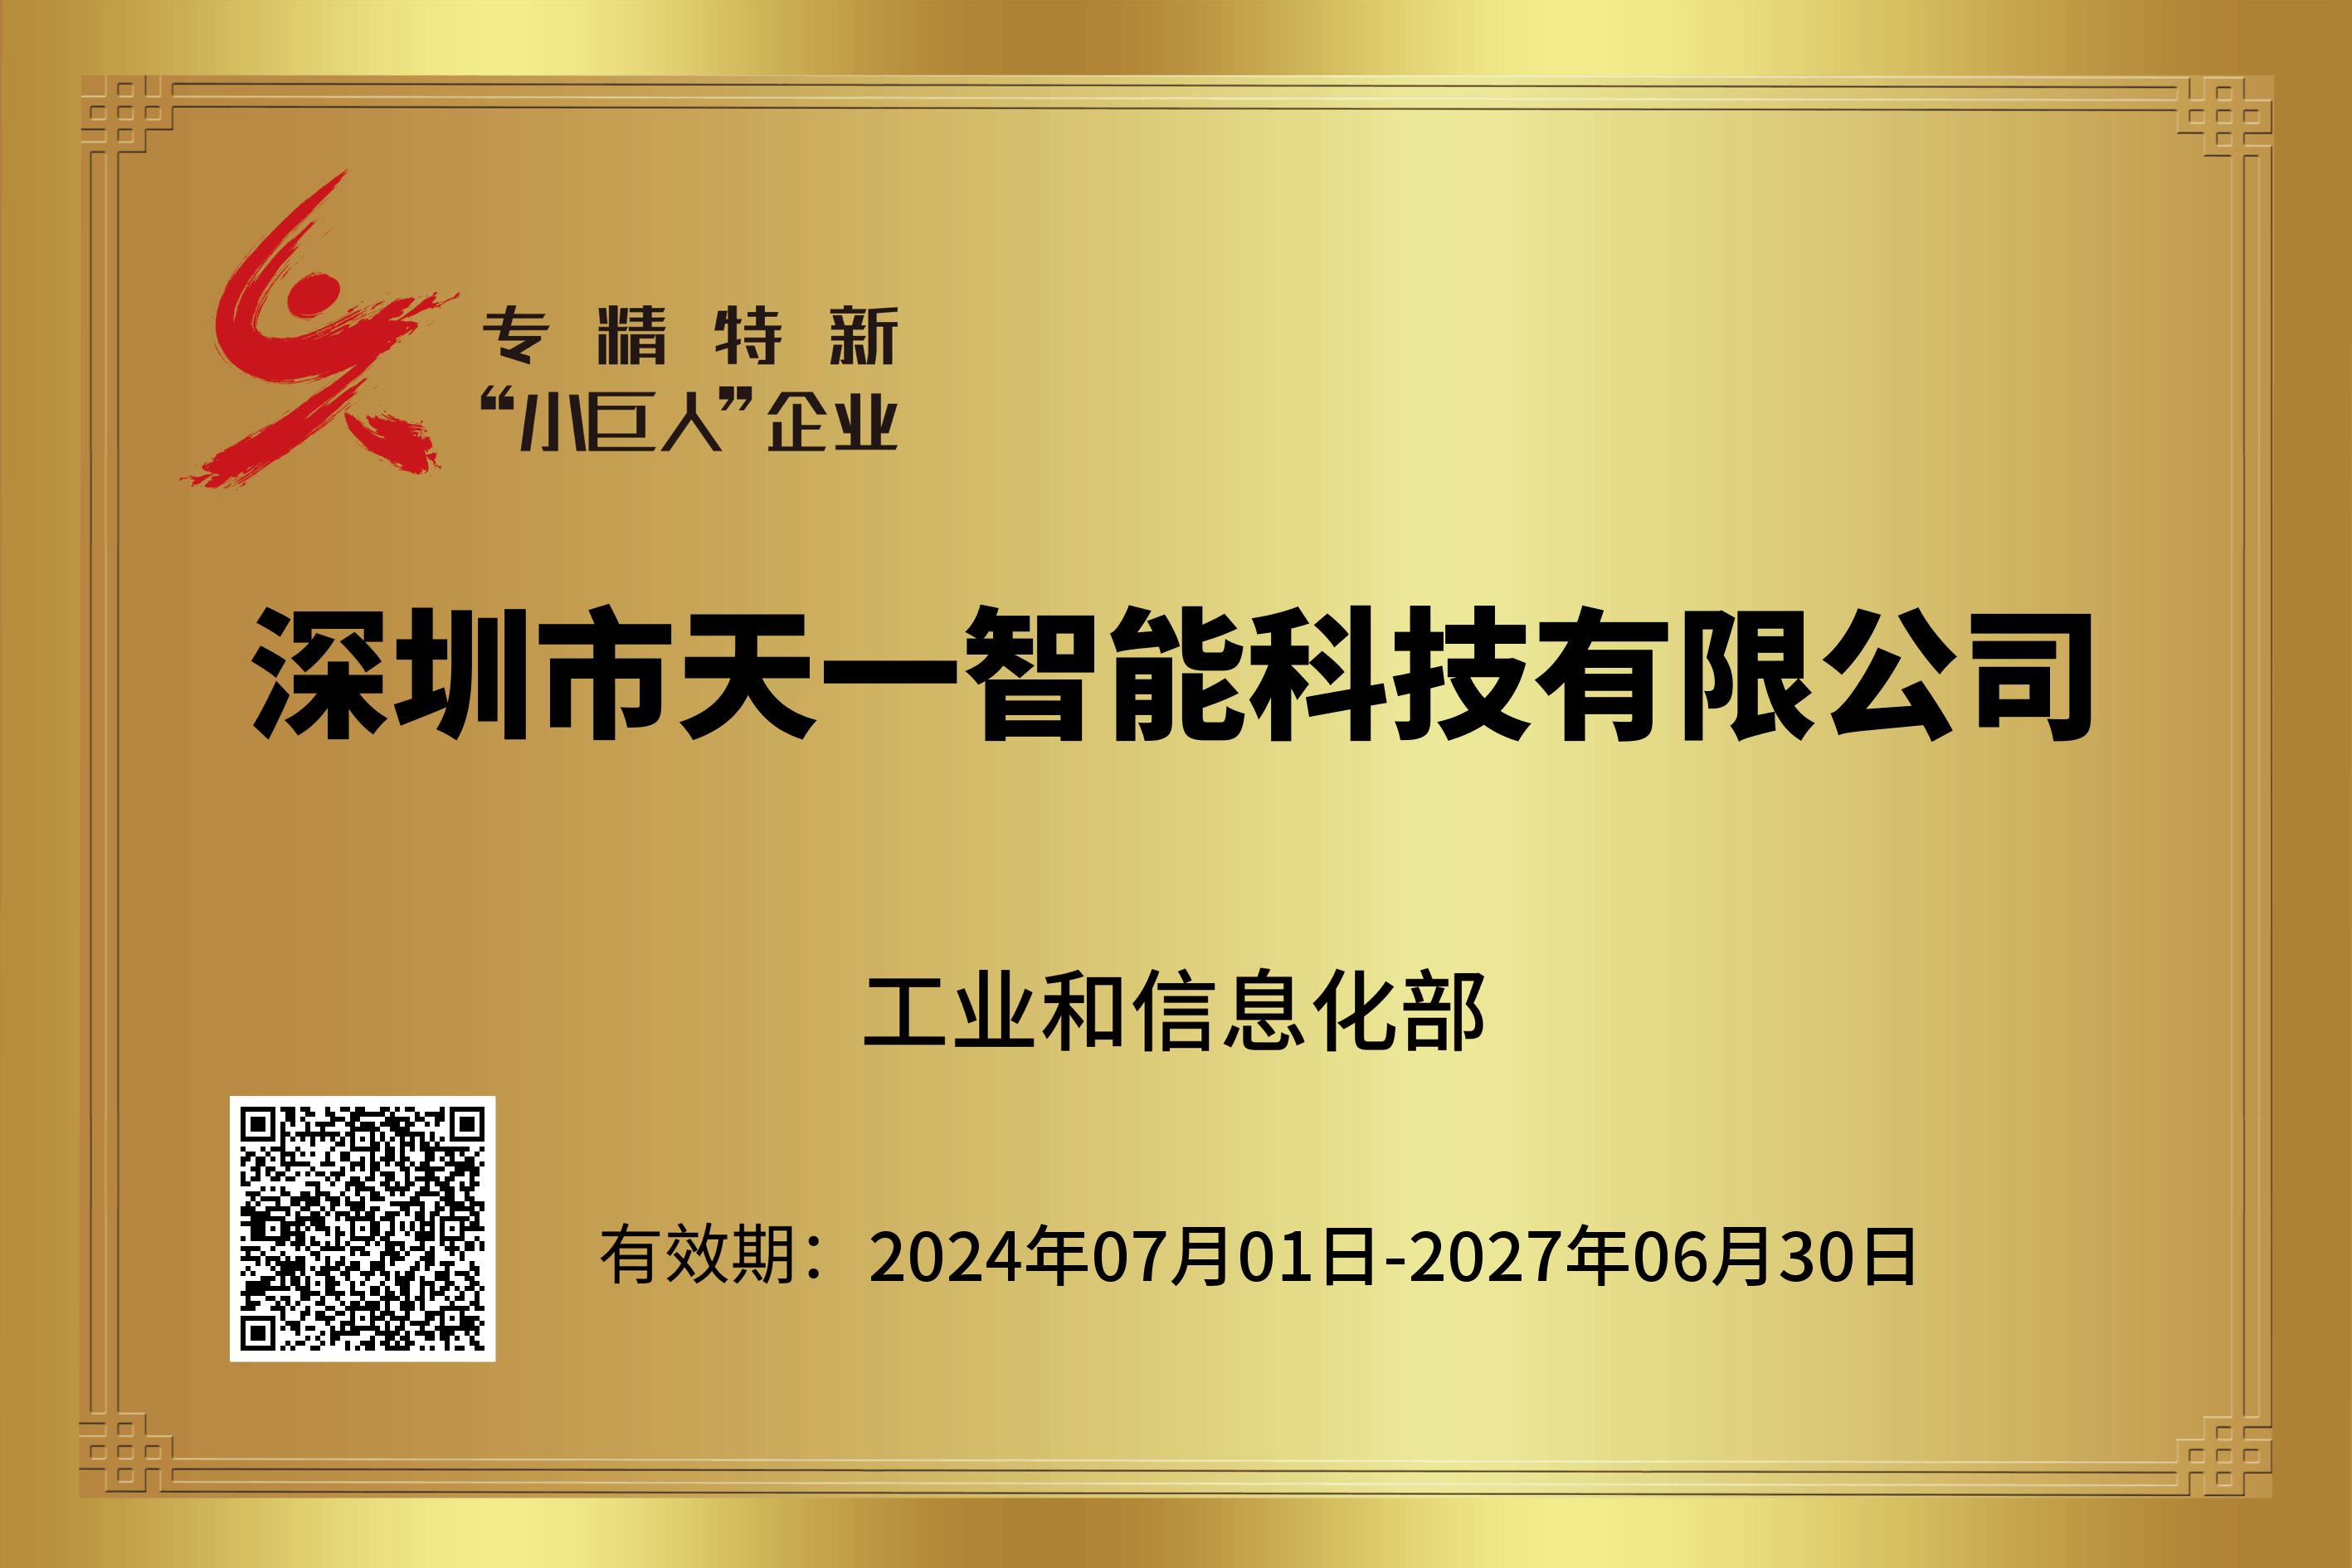 专精特新
“小巨人”企业
深圳市天一智能科技有限公司
工业和信息化部
有效期：2024年07月01日-2027年06月30日